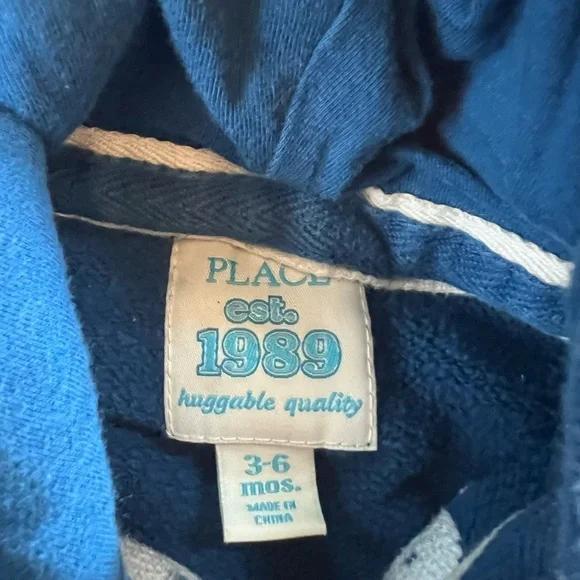 PLACE
est.
1989
huggable quality
3-6
mos.
MADE IN
CHINA